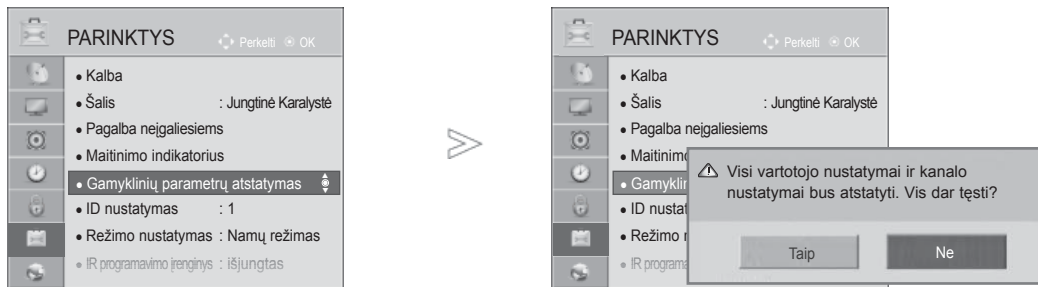 PARINKTYS
Perkelti OK
• Kalba
• Šalis : Jungtinė Karalystė
• Pagalba neįgaliesiems
• Maitinimo indikatorius
• Gamyklinių parametrų atstatymas
• ID nustatymas : 1
• Režimo nustatymas : Namų režimas
• IR programavimo įrenginys : išjungtas
PARINKTYS
Perkelti OK
• Kalba
• Šalis : Jungtinė Karalystė
• Pagalba neįgaliesiems
• Maitinimo
• Gamyklin
• ID nustat
• Režimo n
• IR programa
Visi vartotojo nustatymai ir kanalo
nustatymai bus atstatyti. Vis dar tęsti?
Taip Ne